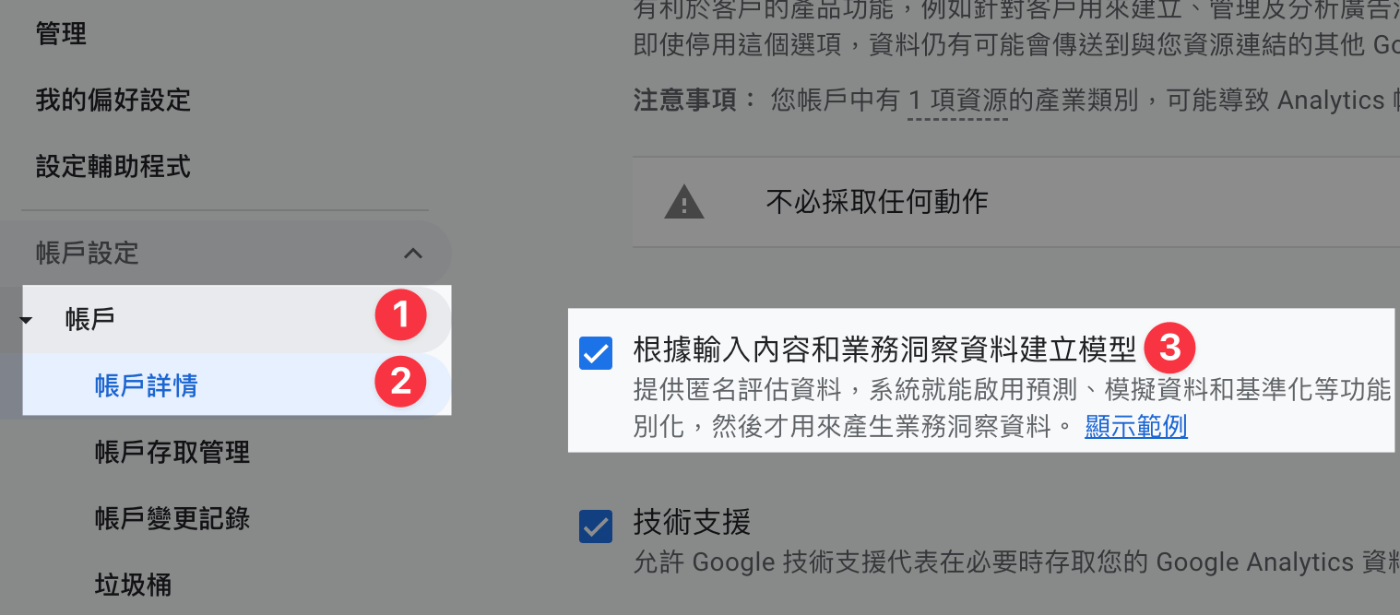 管理
我的偏好設定
設定輔助程式
帳戶設定
帳戶 1
帳戶詳情 2
帳戶存取管理
帳戶變更記錄
垃圾桶
有利於客戶的產品功能，例如針對客戶用來建立、管理及分析廣告
即使停用這個選項，資料仍有可能會傳送到與您資源連結的其他 Go
注意事項： 您帳戶中有 1 項資源的產業類別，可能導致 Analytics
不必採取任何動作
根據輸入內容和業務洞察資料建立模型 3
提供匿名評估資料，系統就能啟用預測、模擬資料和基準化等功能
別化，然後才用來產生業務洞察資料。 顯示範例
技術支援
允許 Google 技術支援代表在必要時存取您的 Google Analytics 資